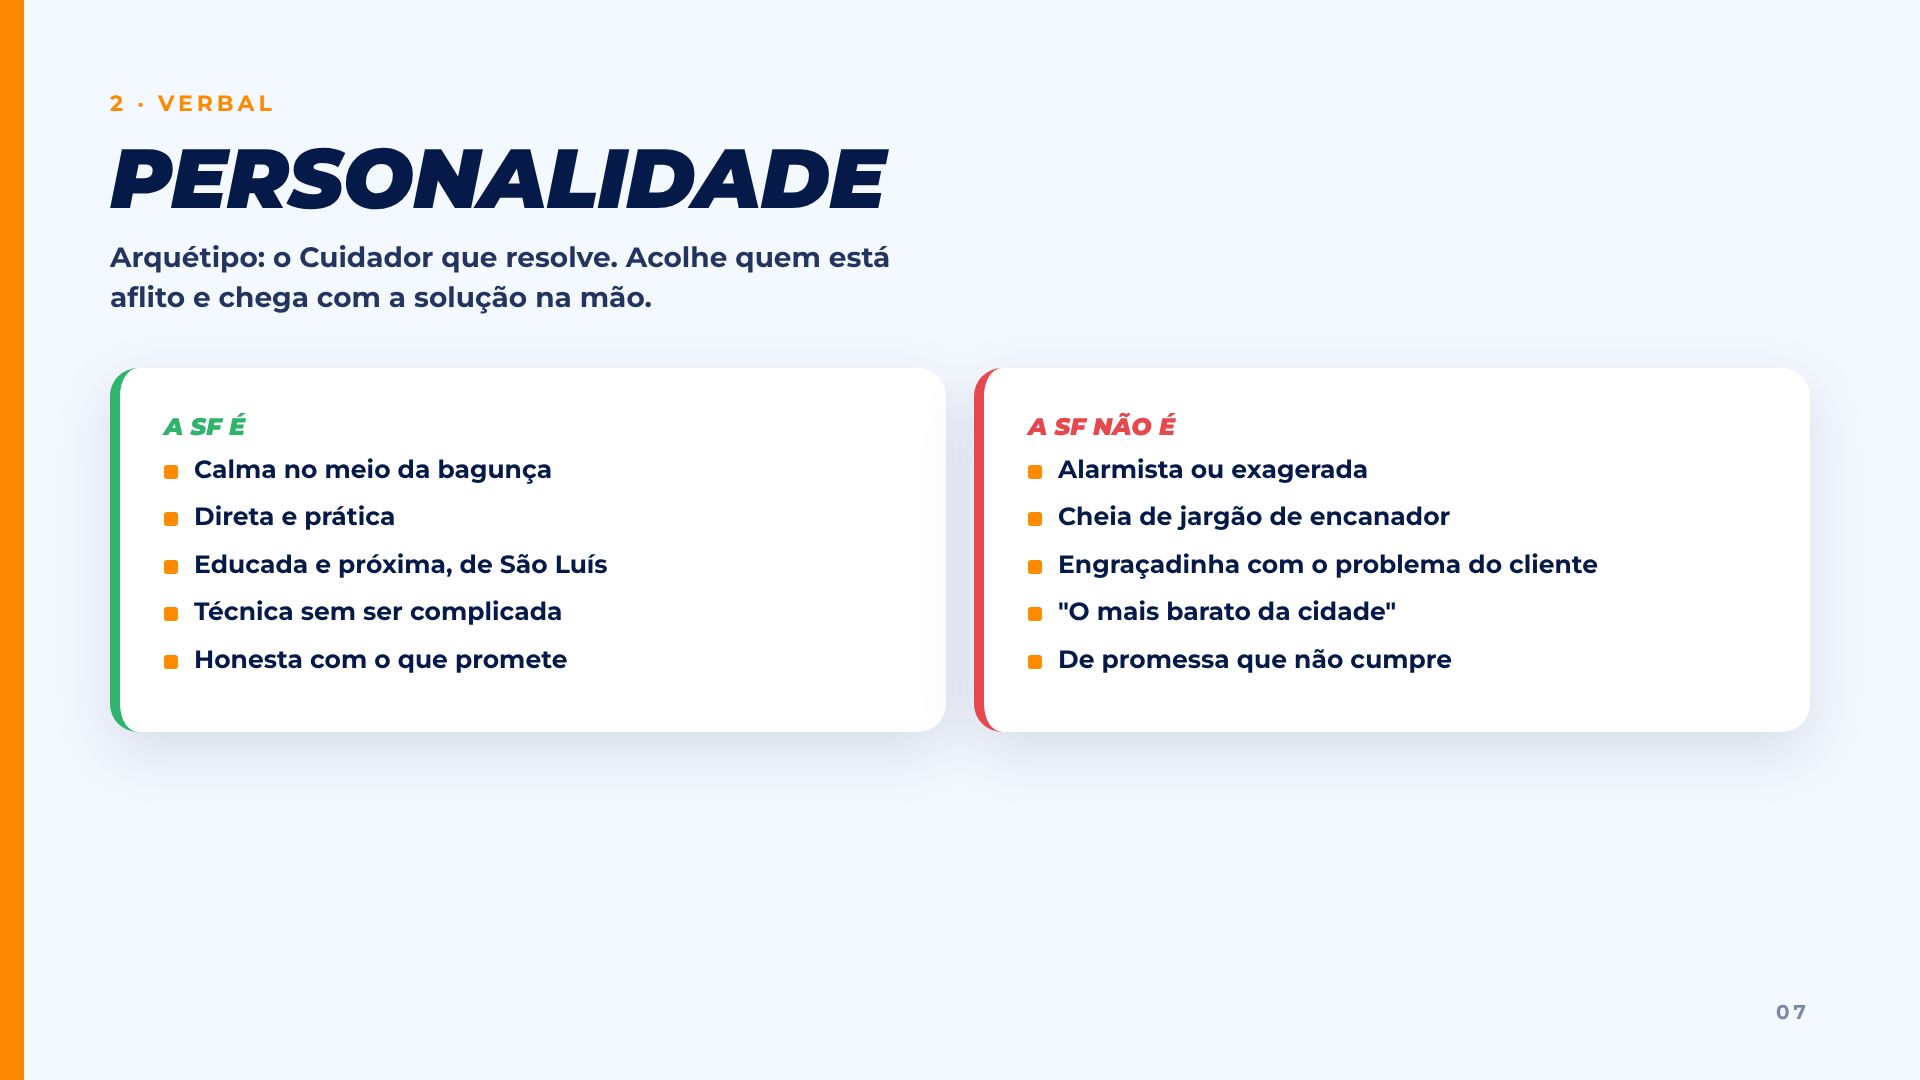 2 · VERBAL
PERSONALIDADE
Arquétipo: o Cuidador que resolve. Acolhe quem está
aflito e chega com a solução na mão.
A SF É
Calma no meio da bagunça
Direta e prática
Educada e próxima, de São Luís
Técnica sem ser complicada
Honesta com o que promete
A SF NÃO É
Alarmista ou exagerada
Cheia de jargão de encanador
Engraçadinha com o problema do cliente
"O mais barato da cidade"
De promessa que não cumpre
07